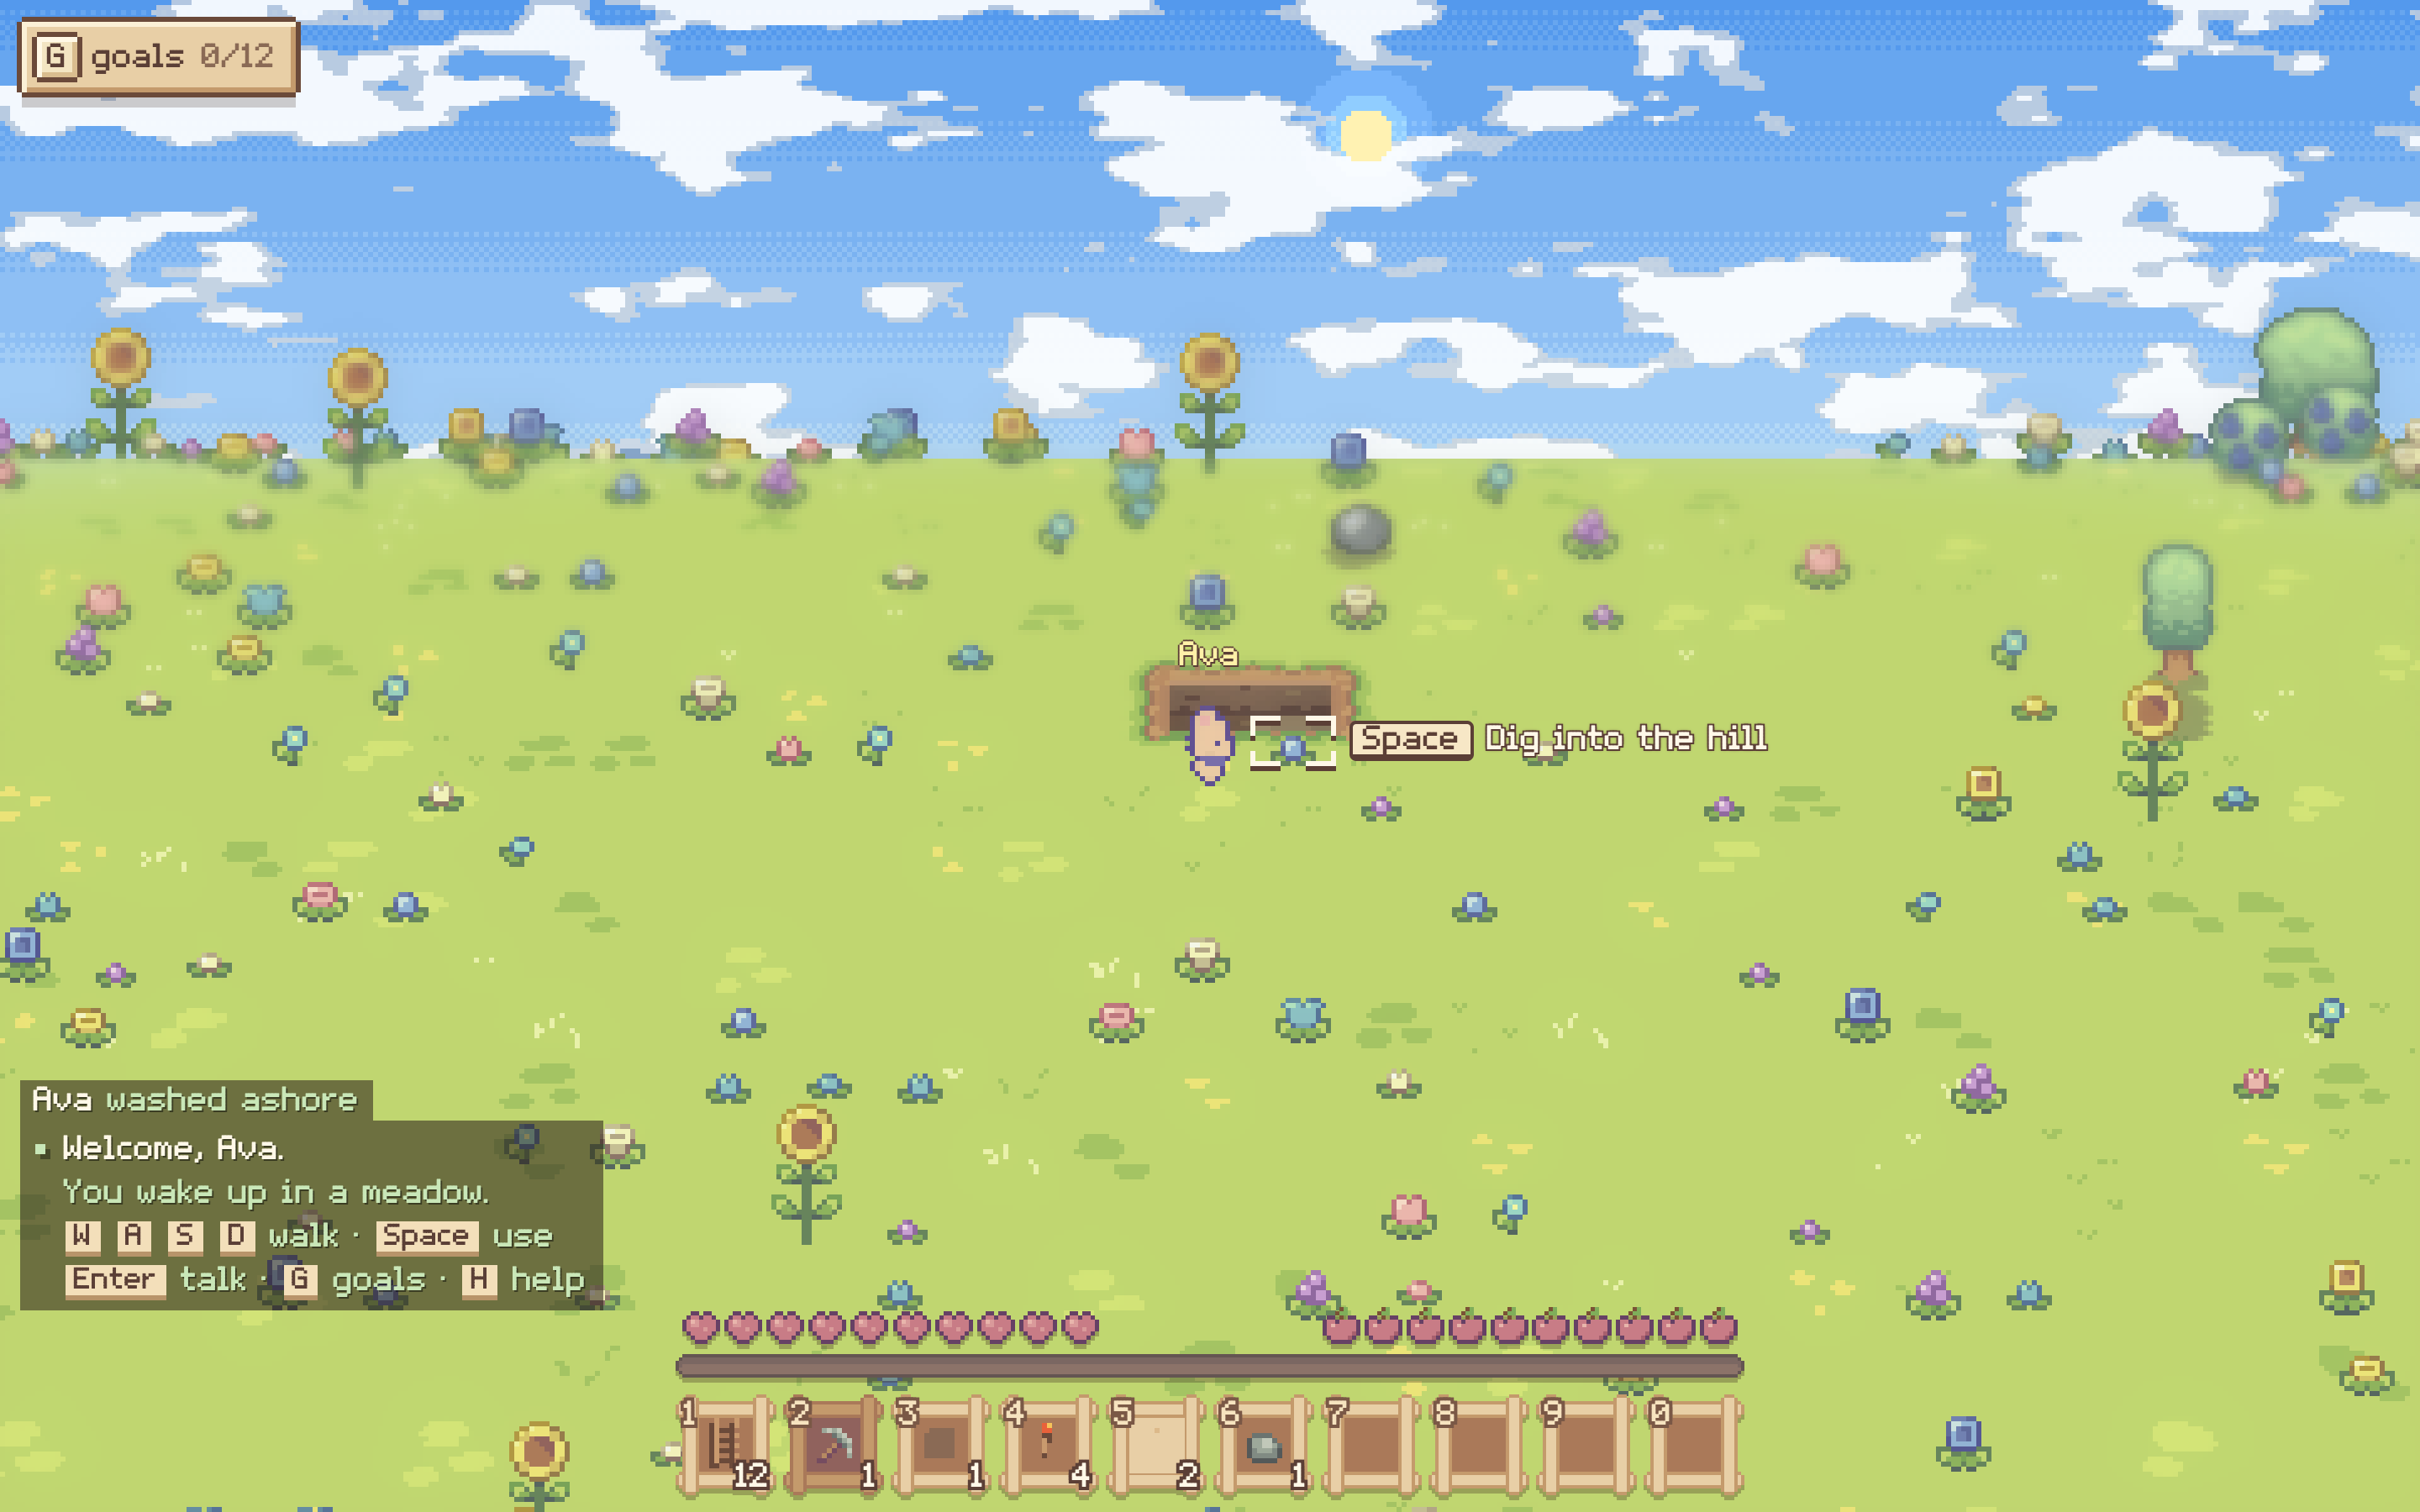 G goals 0/12
Ava
Space Dig into the hill
Ava washed ashore
Welcome, Ava.
You wake up in a meadow.
W A S D walk · Space use
Enter talk · G goals · H help
1 2 3 4 5 6 7 8 9 0
12 1 1 4 2 1